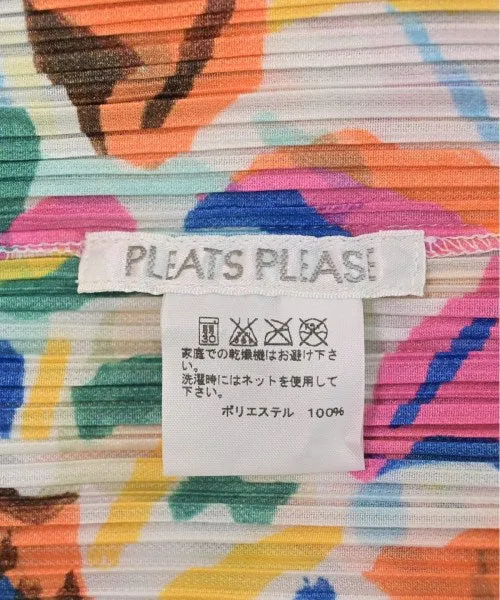 PLEATS PLEASE
家庭での乾燥機はお避け下さ
い。
洗濯時にはネットを使用して
下さい。
ポリエステル 100%